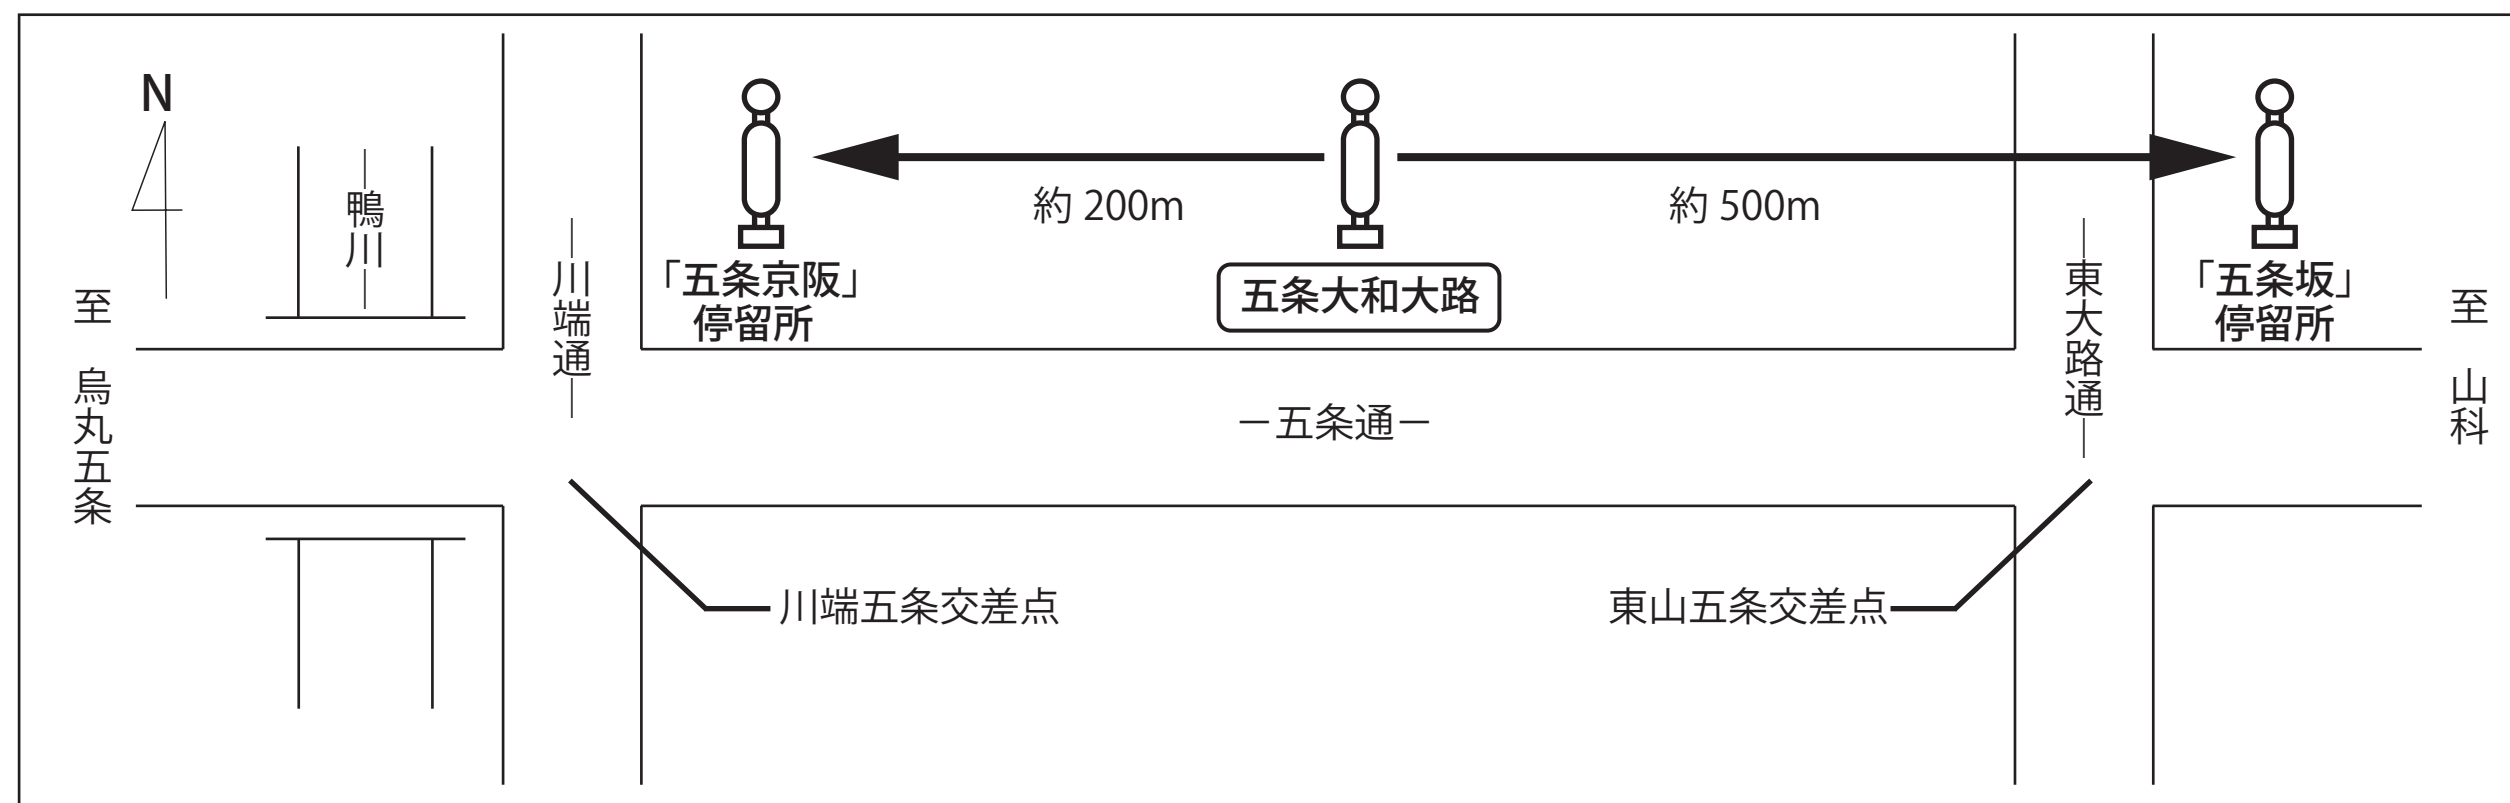 N
鴨川
至 烏丸五条
川端通
「五条京阪」
停留所
約 200m
五条大和大路
約 500m
東大路通
「五条坂」
停留所
至 山科
五条通
川端五条交差点
東山五条交差点